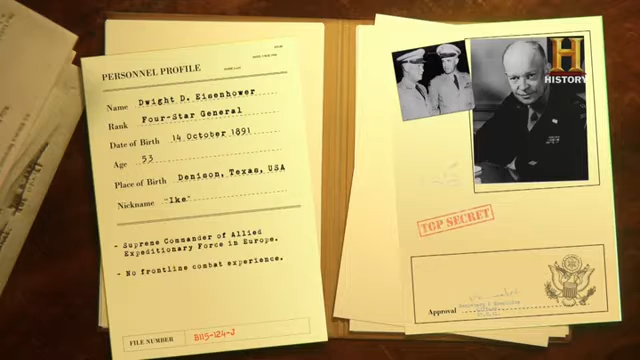 PERSONNEL PROFILE
Name Dwight D. Eisenhower
Rank Four-Star General
Date of Birth 14 October 1891
Age 53
Place of Birth Denison, Texas, USA
Nickname "Ike"
- Supreme Commander of Allied
Expeditionary Force in Europe.
- No frontline combat experience.
FILE NUMBER BU5-124-J
H
HISTORY
TOP SECRET
Approval